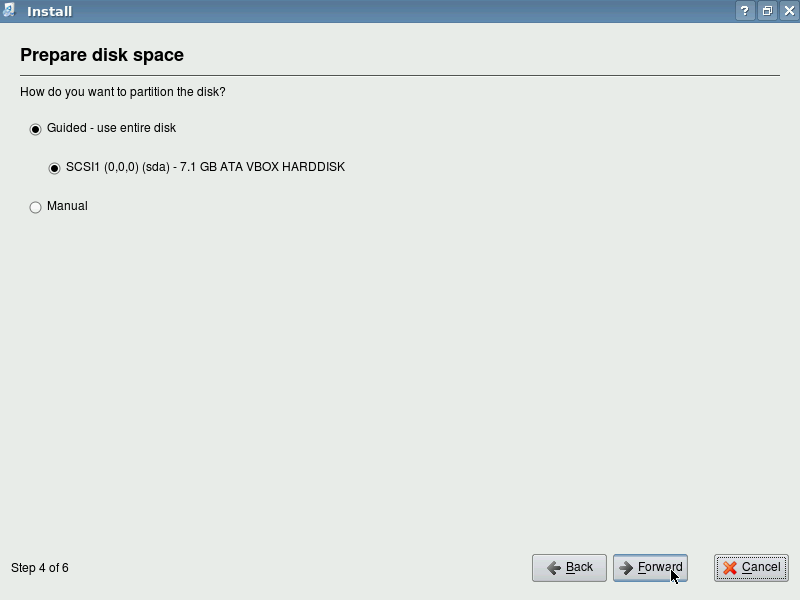 Install
Prepare disk space
How do you want to partition the disk?
Guided - use entire disk
SCSI1 (0,0,0) (sda) - 7.1 GB ATA VBOX HARDDISK
Manual
Step 4 of 6
Back
Forward
Cancel